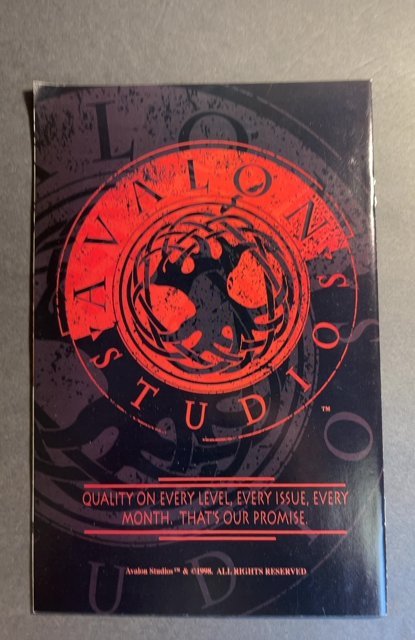 AVALON'S
STUDIO
TM
QUALITY ON EVERY LEVEL, EVERY ISSUE, EVERY
MONTH. THAT'S OUR PROMISE.
Avalon Studios™ & ©1998. ALL RIGHTS RESERVED